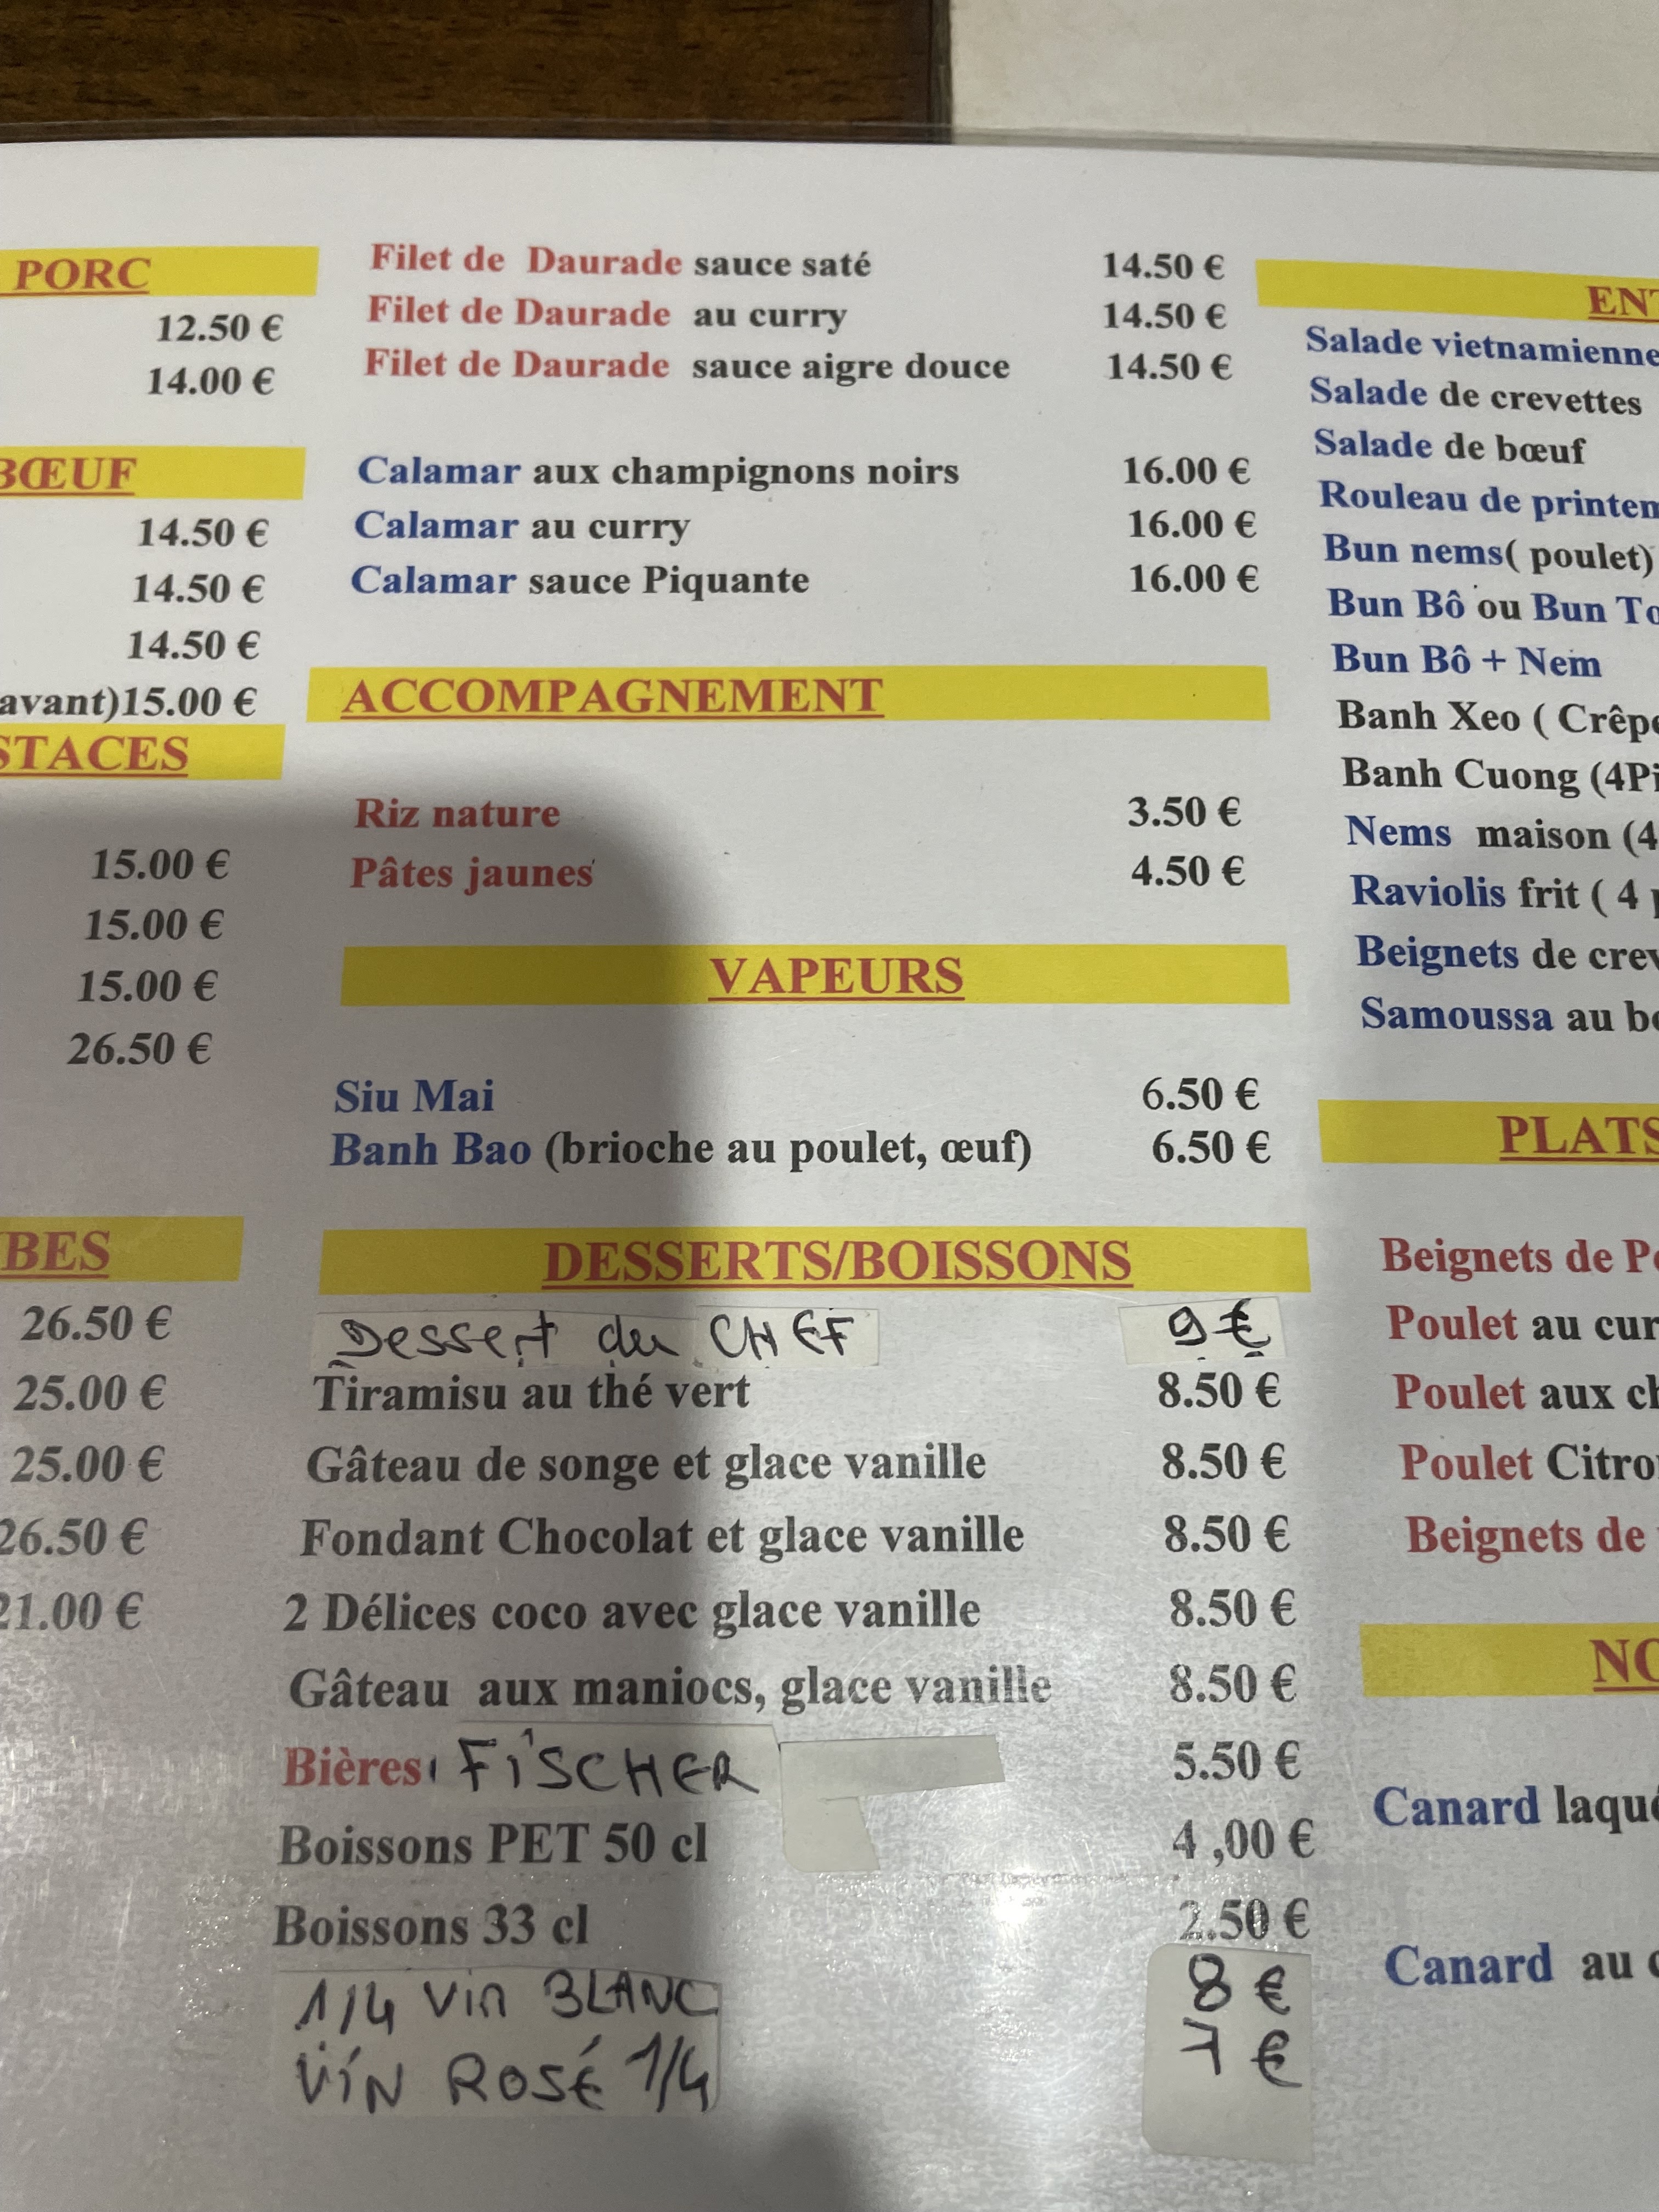 PORC
12.50 €
14.00 €
BŒUF
14.50 €
14.50 €
14.50 €
avant)15.00 €
STACES
15.00 €
15.00 €
15.00 €
26.50 €
BES
26.50 €
25.00 €
25.00 €
26.50 €
21.00 €
Filet de Daurade sauce saté 14.50 €
Filet de Daurade au curry 14.50 €
Filet de Daurade sauce aigre douce 14.50 €
Calamar aux champignons noirs 16.00 €
Calamar au curry 16.00 €
Calamar sauce Piquante 16.00 €
ACCOMPAGNEMENT
Riz nature 3.50 €
Pâtes jaunes 4.50 €
VAPEURS
Siu Mai 6.50 €
Banh Bao (brioche au poulet, œuf) 6.50 €
DESSERTS/BOISSONS
Dessert du CHEF 9 €
Tiramisu au thé vert 8.50 €
Gâteau de songe et glace vanille 8.50 €
Fondant Chocolat et glace vanille 8.50 €
2 Délices coco avec glace vanille 8.50 €
Gâteau aux maniocs, glace vanille 8.50 €
Bières FiSCHER 5.50 €
Boissons PET 50 cl 4 ,00 €
Boissons 33 cl 2.50 €
1/4 Vin BLANC 8 €
ViN ROSÉ 1/4 7 €
ENT
Salade vietnamienne
Salade de crevettes
Salade de bœuf
Rouleau de printem
Bun nems( poulet)
Bun Bô ou Bun To
Bun Bô + Nem
Banh Xeo ( Crêpe
Banh Cuong (4Pi
Nems maison (4
Raviolis frit ( 4
Beignets de crev
Samoussa au
PLATS
Beignets de
Poulet au cur
Poulet aux ch
Poulet Citro
Beignets de
NO
Canard laqué
Canard au